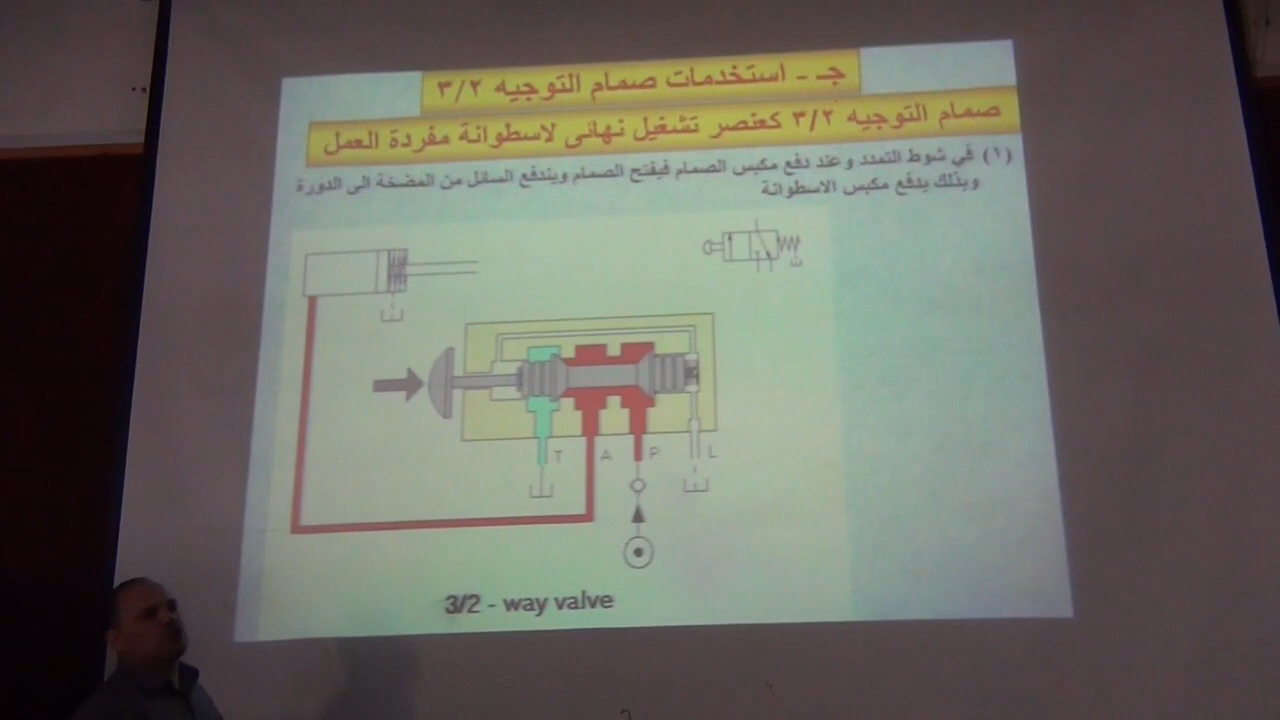 جـ - استخدمات صمام التوجيه ٣/٢
صمام التوجيه ٣/٢ كعنصر تشغيل نهائى لاسطوانة مفردة العمل
(١) في شوط التمدد وعند دفع مكبس الصمام فيفتح الصمام ويندفع السائل من المضخة الى الدورة
وبذلك يدفع مكبس الاسطوانة
T A P L
3/2 - way valve